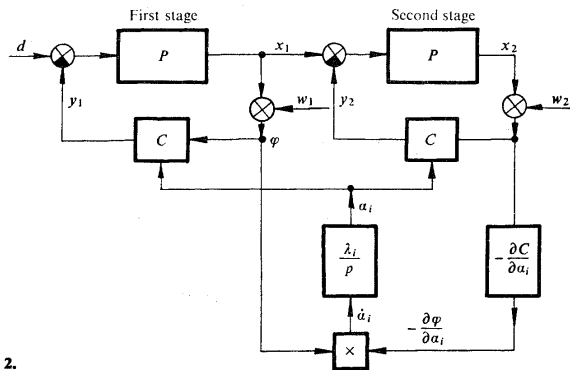 First stage
Second stage
d
P
x₁
P
x₂
y₁
w₁
y₂
w₂
C
φ
C
αᵢ
λᵢ/p
-∂C/∂αᵢ
α̇ᵢ
-∂φ/∂αᵢ
×
2.